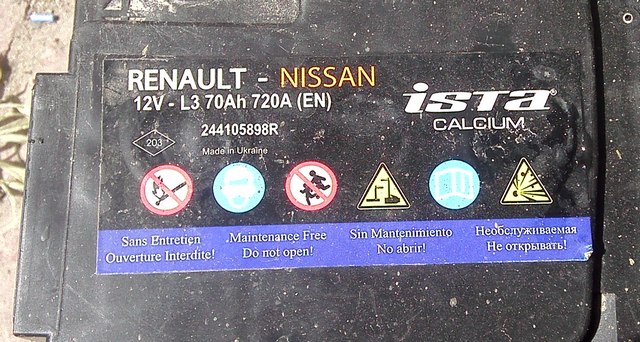 RENAULT - NISSAN
12V - L3 70Ah 720A (EN)
244105898R
203
Made in Ukraine
ista
CALCIUM
Sans Entretien
Ouverture Interdite!
Maintenance Free
Do not open!
Sin Mantenimiento
No abrir!
Необслуживаемая
Не открывать!